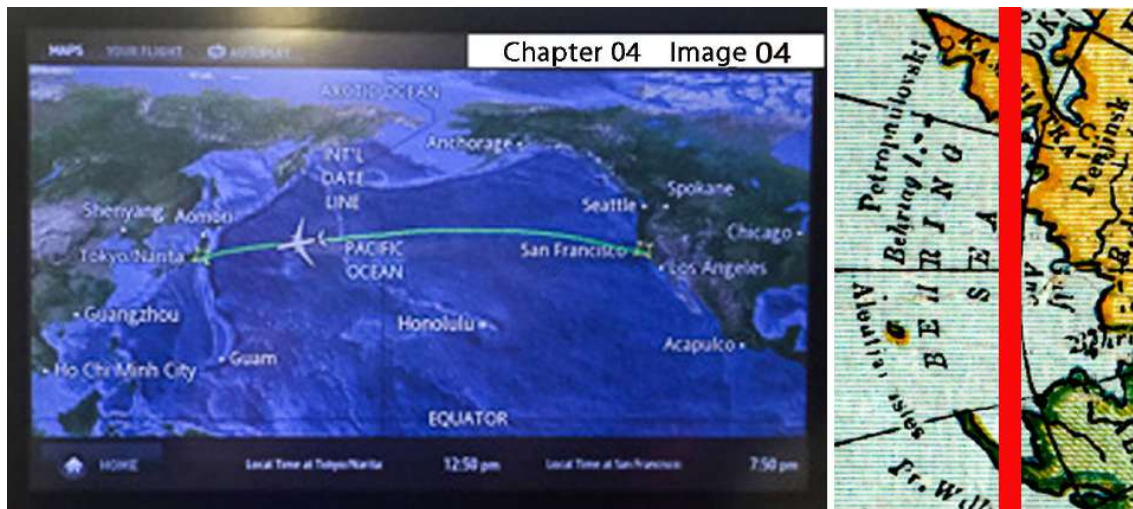 MAPS YOUR FLIGHT AUTOPLAY
Chapter 04 Image 04
ARCTIC OCEAN
Anchorage
INT'L
DATE
LINE
Spokane
Shenyang
Aomori
Seattle
Chicago
Tokyo/Narita
PACIFIC
OCEAN
San Francisco
Los Angeles
Guangzhou
Honolulu
Acapulco
Guam
Ho Chi Minh City
EQUATOR
HOME Local Time at Tokyo/Narita 12:50 pm Local Time at San Francisco 7:50 pm
Petropaulovski
Behring I.
BEHRING
SEA
Penjinsk
Pr. W